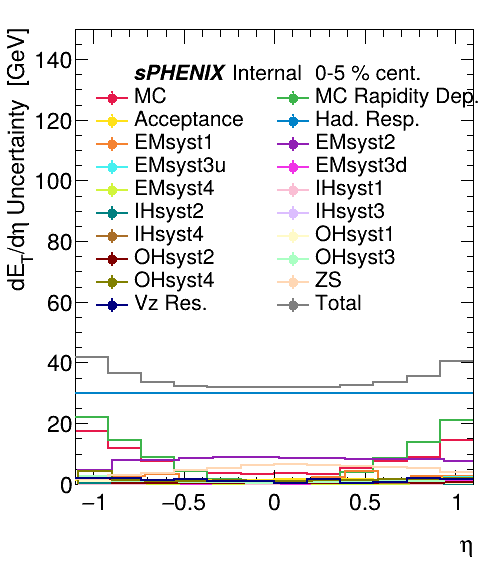 dE_T/dη Uncertainty [GeV]
sPHENIX Internal 0-5 % cent.
MC MC Rapidity Dep.
Acceptance Had. Resp.
EMsyst1 EMsyst2
EMsyst3u EMsyst3d
EMsyst4 IHsyst1
IHsyst2 IHsyst3
IHsyst4 OHsyst1
OHsyst2 OHsyst3
OHsyst4 ZS
Vz Res. Total
140
120
100
80
60
40
20
0
−1 −0.5 0 0.5 1
η